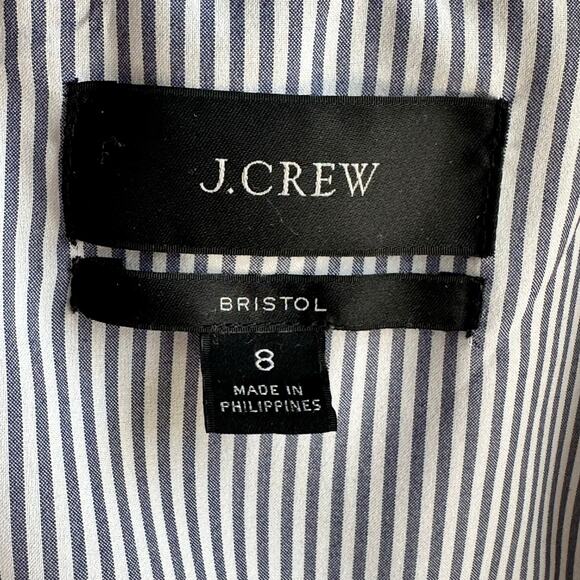 J.CREW
BRISTOL
8
MADE IN
PHILIPPINES